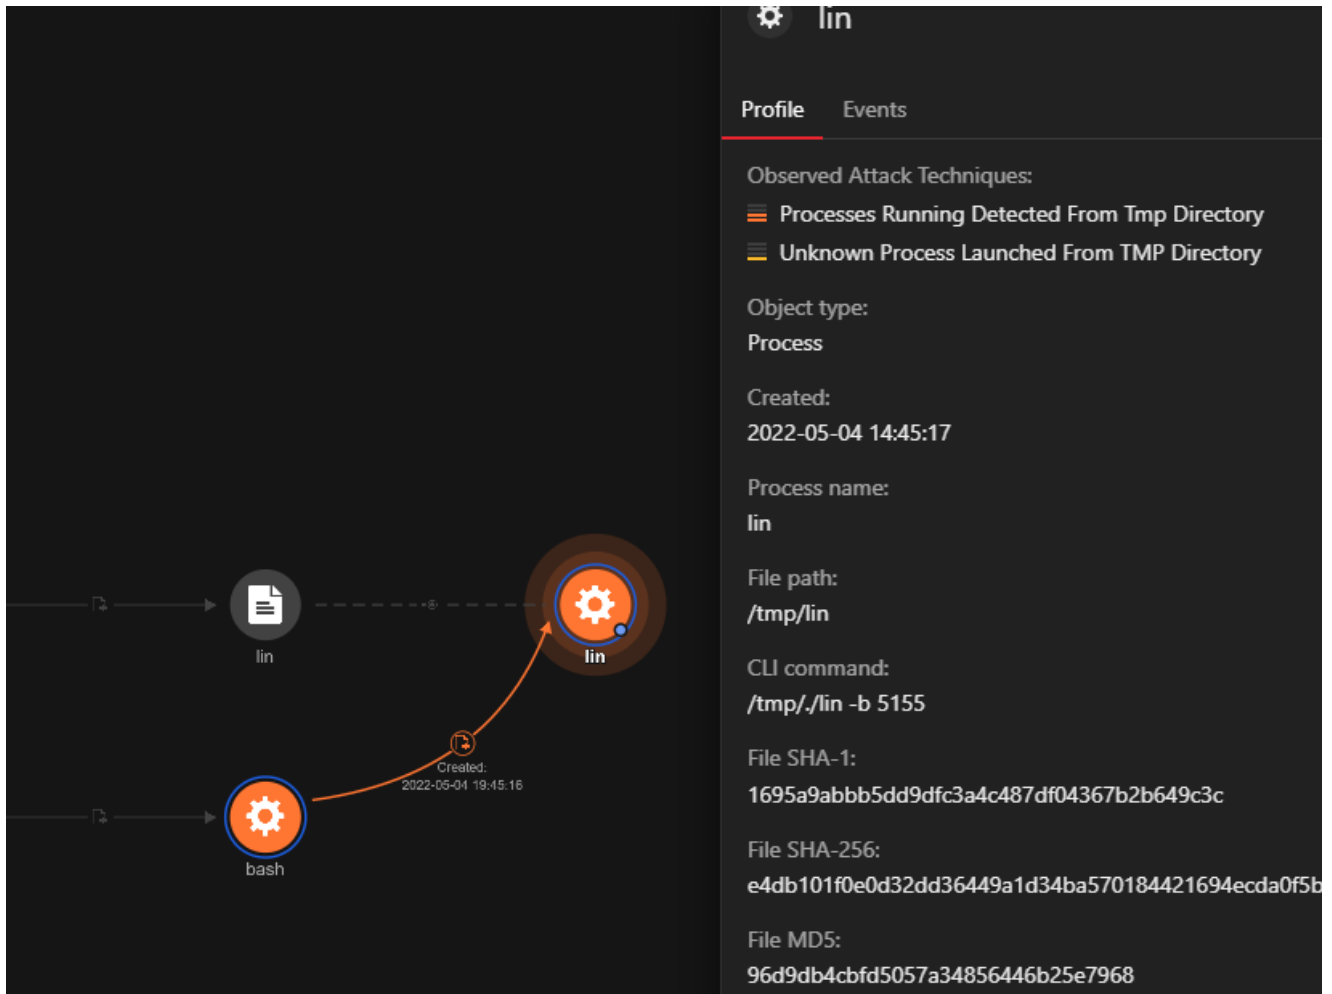 lin
Profile Events
Observed Attack Techniques:
Processes Running Detected From Tmp Directory
Unknown Process Launched From TMP Directory
Object type:
Process
Created:
2022-05-04 14:45:17
Process name:
lin
File path:
/tmp/lin
CLI command:
/tmp/./lin -b 5155
File SHA-1:
1695a9abbb5dd9dfc3a4c487df04367b2b649c3c
File SHA-256:
e4db101f0e0d32dd36449a1d34ba570184421694ecda0f5b
File MD5:
96d9db4cbfd5057a34856446b25e7968
lin
lin
Created:
2022-05-04 19:45:16
bash